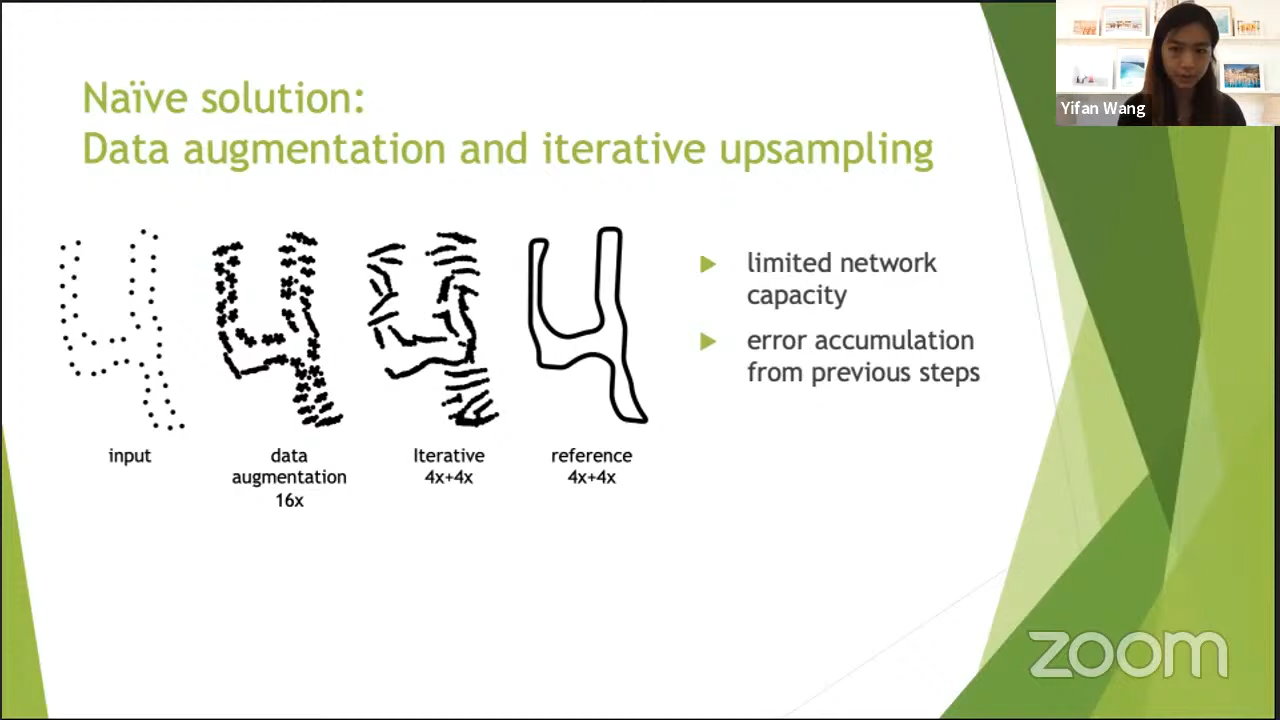 Naïve solution:
Data augmentation and iterative upsampling
Yifan Wang
limited network
capacity
error accumulation
from previous steps
input
data
augmentation
16x
Iterative
4x+4x
reference
4x+4x
zoom